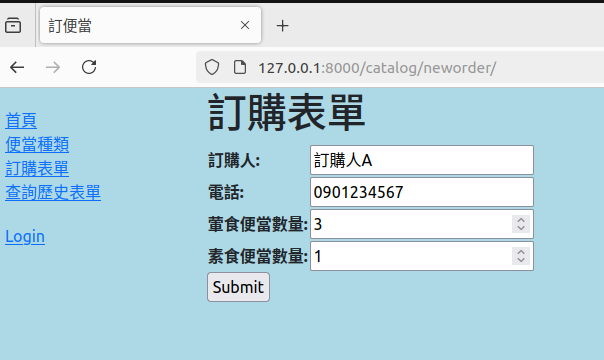 訂便當
127.0.0.1:8000/catalog/neworder/
首頁
便當種類
訂購表單
查詢歷史表單
Login
訂購表單
訂購人: 訂購人A
電話: 0901234567
葷食便當數量: 3
素食便當數量: 1
Submit